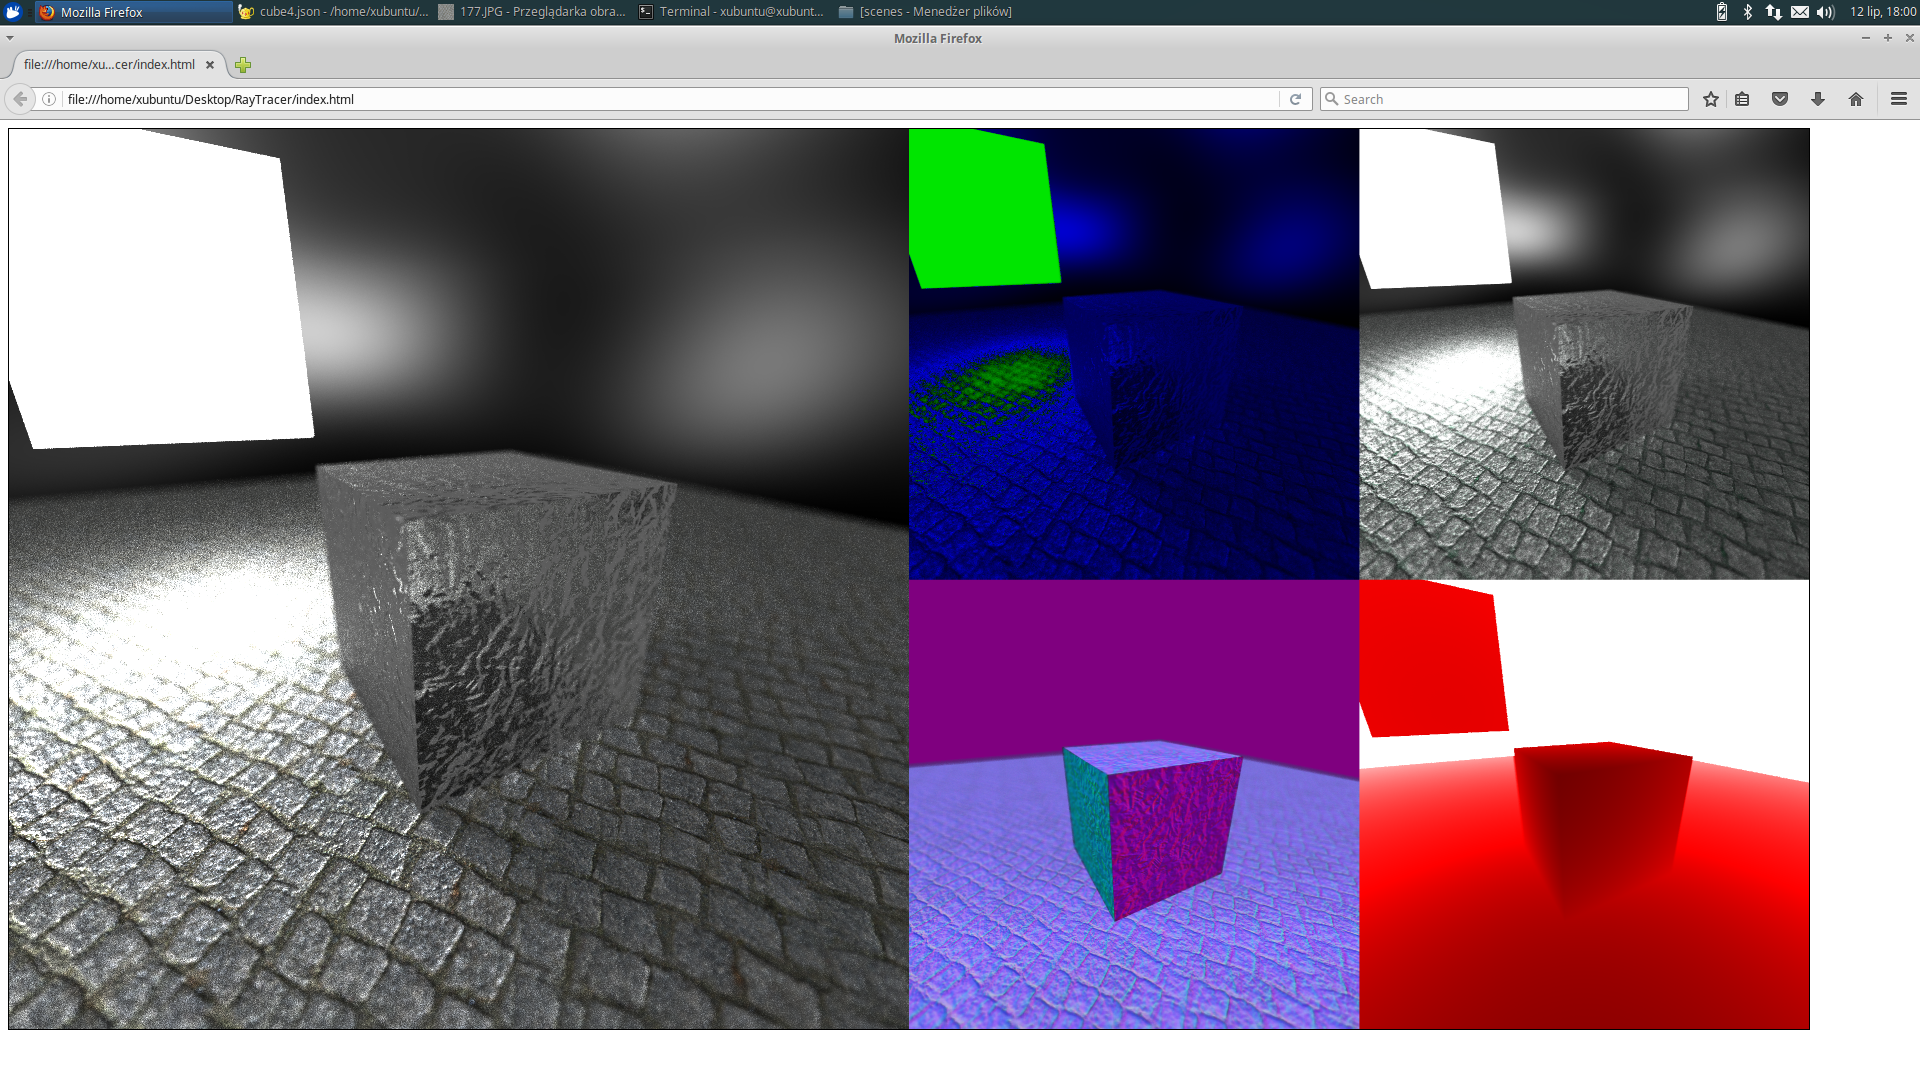 Mozilla Firefox
cube4.json - /home/xubuntu/...
177.JPG - Przeglądarka obra...
Terminal - xubuntu@xubunt...
[scenes - Menedżer plików]
12 lip, 18:00
Mozilla Firefox
file:///home/xu...cer/index.html
file:///home/xubuntu/Desktop/RayTracer/index.html
Search